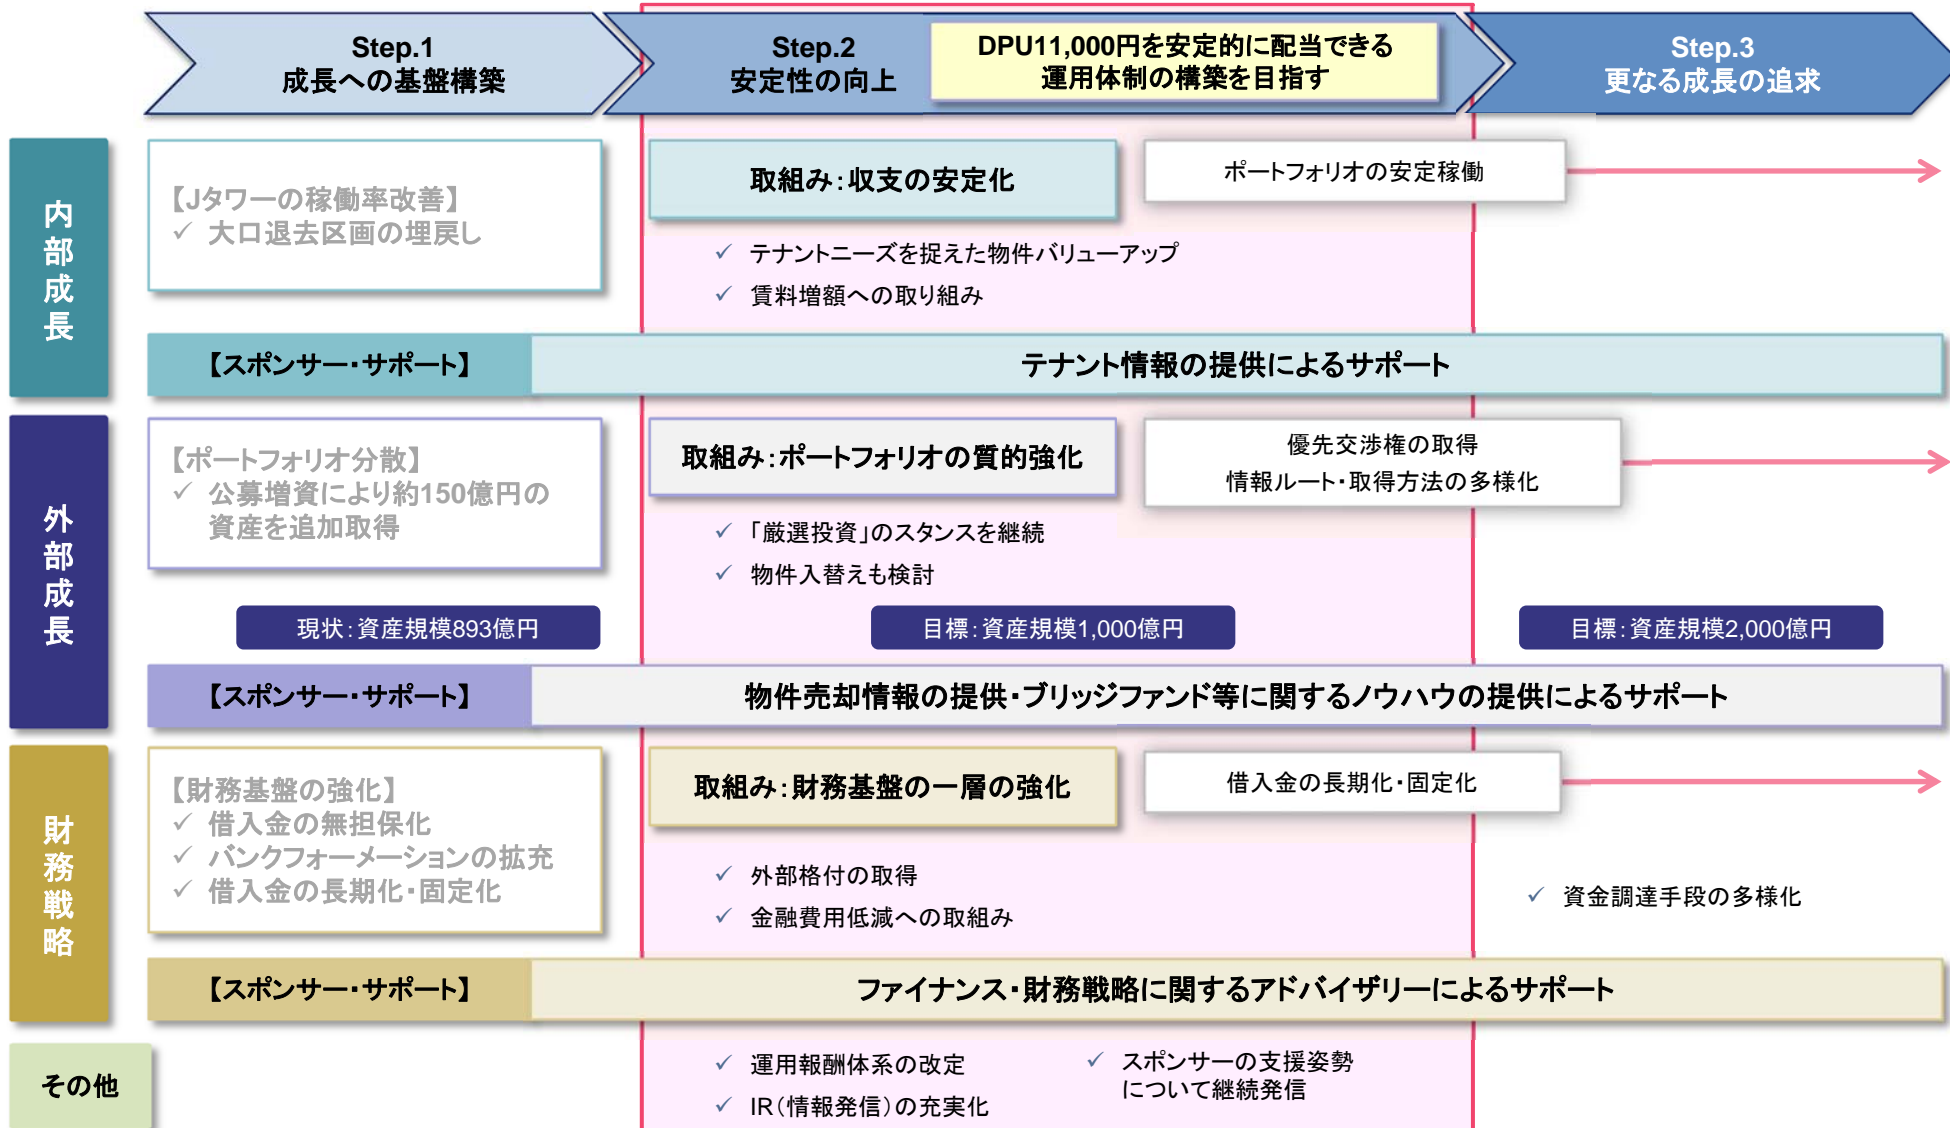 Step.1
成長への基盤構築
Step.2
安定性の向上
DPU11,000円を安定的に配当できる
運用体制の構築を目指す
Step.3
更なる成長の追求
内部成長
【Jタワーの稼働率改善】
✓ 大口退去区画の埋戻し
取組み：収支の安定化
ポートフォリオの安定稼働
✓ テナントニーズを捉えた物件バリューアップ
✓ 賃料増額への取り組み
【スポンサー・サポート】
テナント情報の提供によるサポート
外部成長
【ポートフォリオ分散】
✓ 公募増資により約150億円の
資産を追加取得
取組み：ポートフォリオの質的強化
優先交渉権の取得
情報ルート・取得方法の多様化
✓ 「厳選投資」のスタンスを継続
✓ 物件入替えも検討
現状：資産規模893億円
目標：資産規模1,000億円
目標：資産規模2,000億円
【スポンサー・サポート】
物件売却情報の提供・ブリッジファンド等に関するノウハウの提供によるサポート
財務戦略
【財務基盤の強化】
✓ 借入金の無担保化
✓ バンクフォーメーションの拡充
✓ 借入金の長期化・固定化
取組み：財務基盤の一層の強化
借入金の長期化・固定化
✓ 外部格付の取得
✓ 金融費用低減への取組み
✓ 資金調達手段の多様化
【スポンサー・サポート】
ファイナンス・財務戦略に関するアドバイザリーによるサポート
その他
✓ 運用報酬体系の改定
✓ IR（情報発信）の充実化
✓ スポンサーの支援姿勢
について継続発信